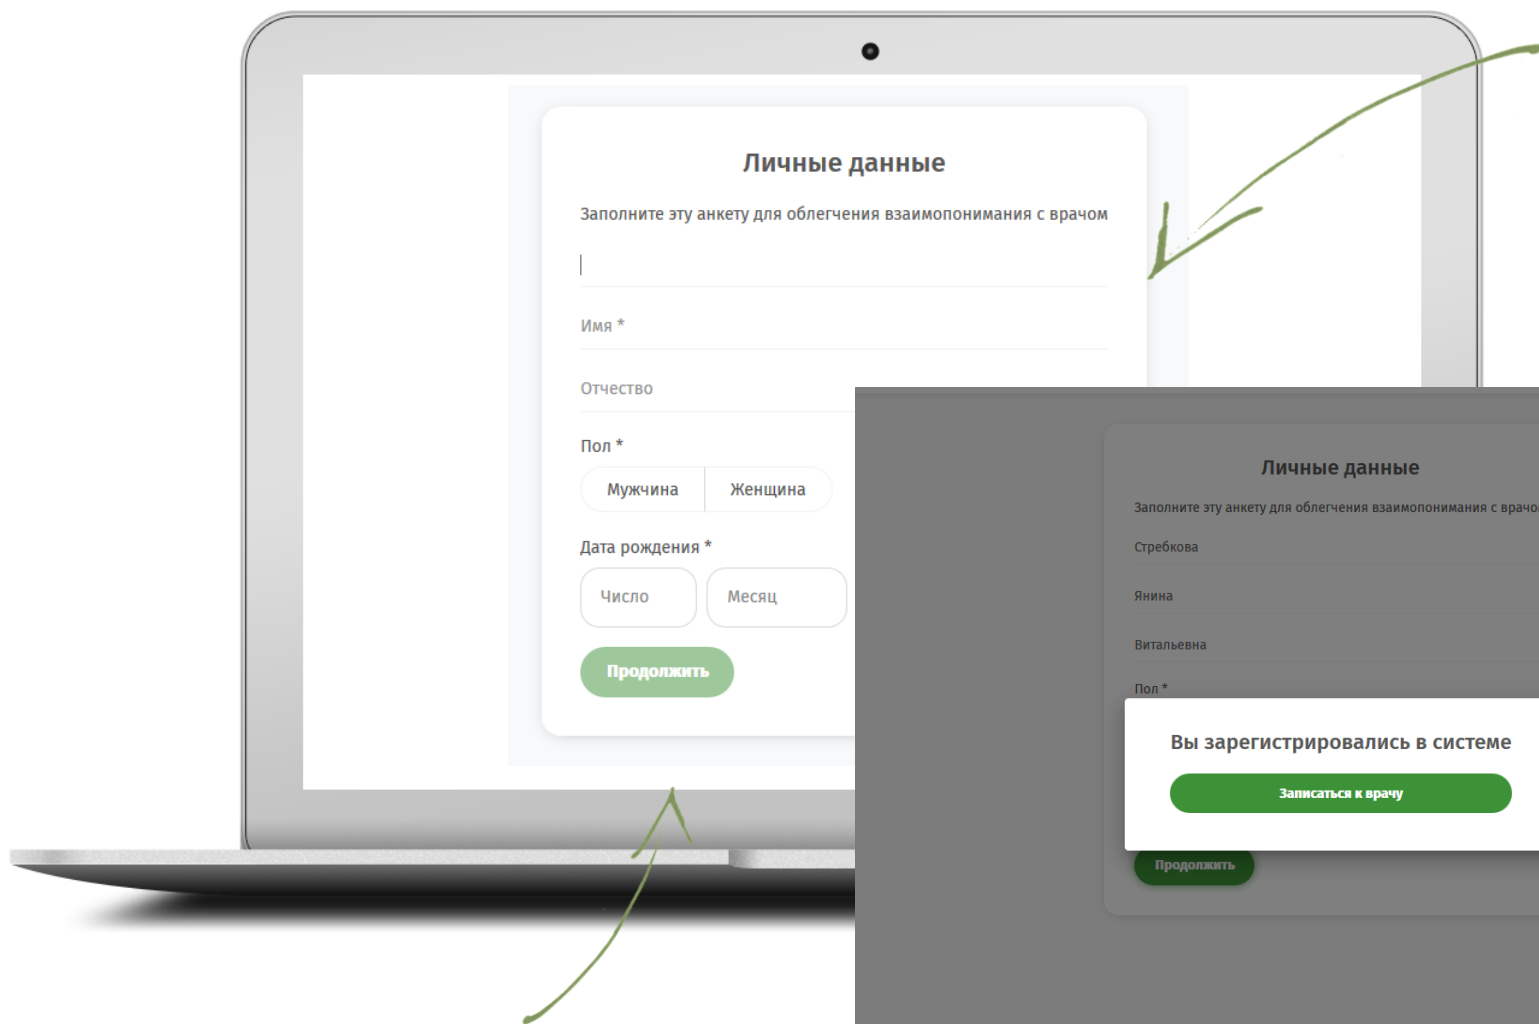 Личные данные
Заполните эту анкету для облегчения взаимопонимания с врачом
Имя *
Отчество
Пол *
Мужчина Женщина
Дата рождения *
Число Месяц
Продолжить
Личные данные
Заполните эту анкету для облегчения взаимопонимания с врачо
Стребкова
Янина
Витальевна
Пол *
Вы зарегистрировались в системе
Записаться к врачу
Продолжить